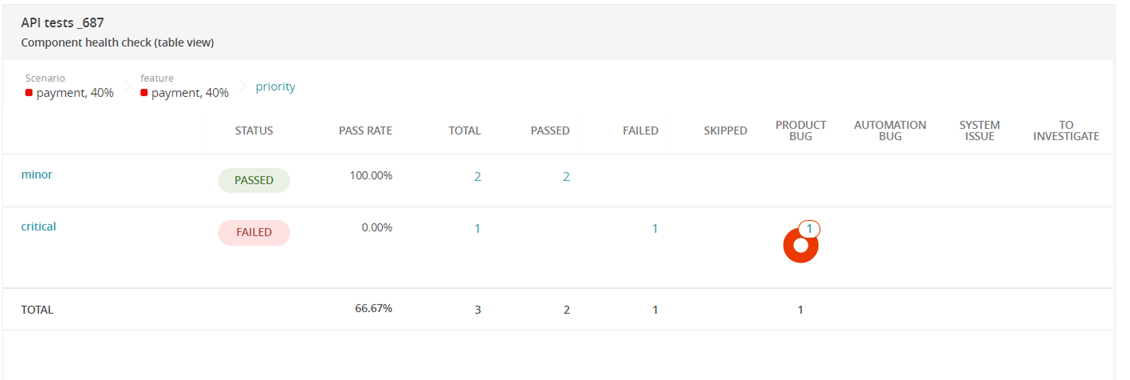 API tests _687
Component health check (table view)
Scenario feature
payment, 40% payment, 40% priority
STATUS PASS RATE TOTAL PASSED FAILED SKIPPED PRODUCT BUG AUTOMATION BUG SYSTEM ISSUE TO INVESTIGATE
minor PASSED 100.00% 2 2
critical FAILED 0.00% 1 1 1
TOTAL 66.67% 3 2 1 1